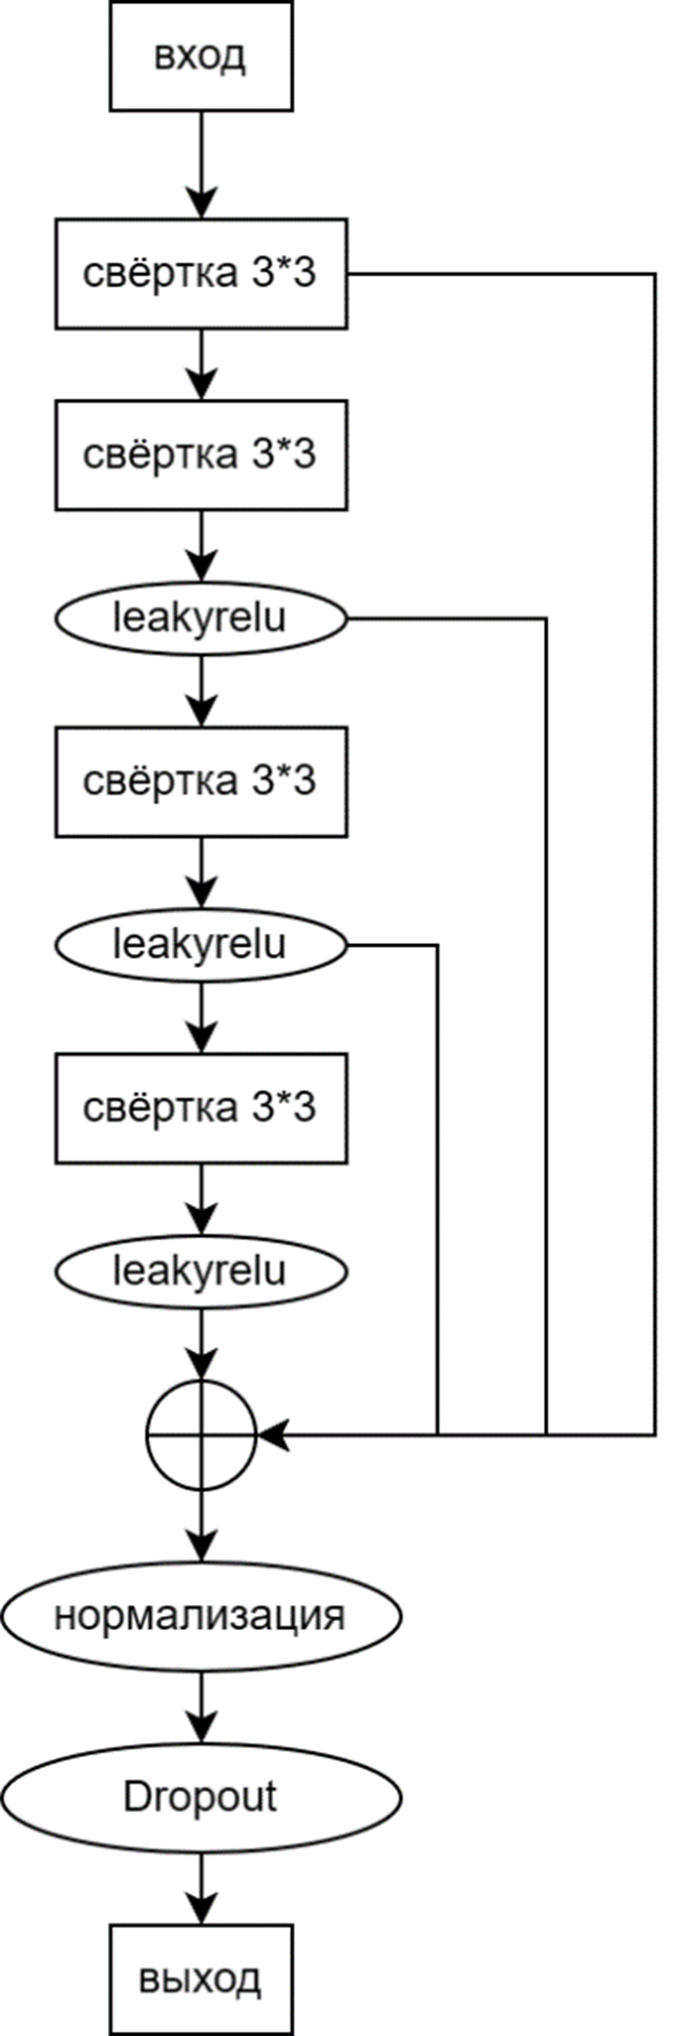 вход
свёртка 3*3
свёртка 3*3
leakyrelu
свёртка 3*3
leakyrelu
свёртка 3*3
leakyrelu
нормализация
Dropout
выход